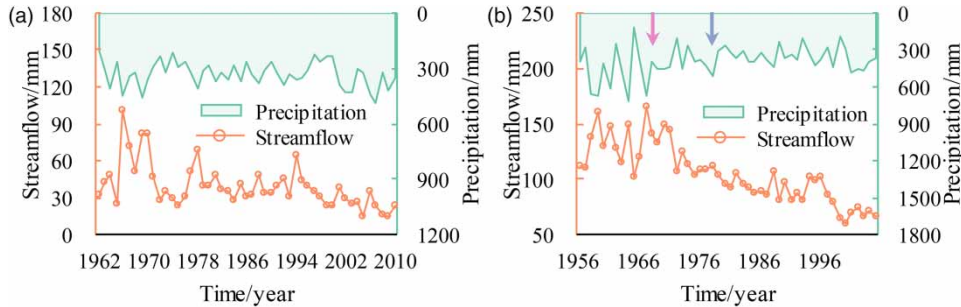 (a)
180
150
120
90
60
30
0
Streamflow/mm
Precipitation
Streamflow
0
300
600
900
1200
Precipitation/mm
1962 1970 1978 1986 1994 2002 2010
Time/year
(b)
250
200
150
100
50
Streamflow/mm
Precipitation
Streamflow
0
300
600
900
1200
1500
1800
Precipitation/mm
1956 1966 1976 1986 1996
Time/year